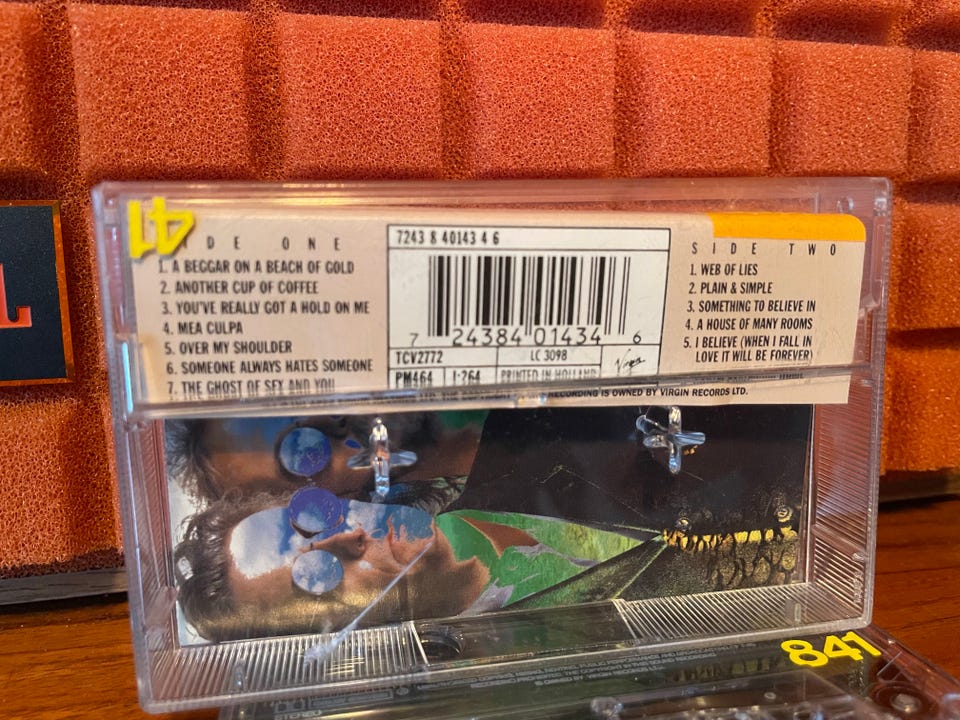 41
SIDE ONE
1. A BEGGAR ON A BEACH OF GOLD
2. ANOTHER CUP OF COFFEE
3. YOU'VE REALLY GOT A HOLD ON ME
4. MEA CULPA
5. OVER MY SHOULDER
6. SOMEONE ALWAYS HATES SOMEONE
7. THE GHOST OF SEX AND YOU
7243 8 40143 4 6
7 24384 01434 6
TCV2772
LC 3098
PM464
1:264
PRINTED IN HOLLAND
Virgin
SIDE TWO
1. WEB OF LIES
2. PLAIN & SIMPLE
3. SOMETHING TO BELIEVE IN
4. A HOUSE OF MANY ROOMS
5. I BELIEVE (WHEN I FALL IN
LOVE IT WILL BE FOREVER)
RECORDING IS OWNED BY VIRGIN RECORDS LTD.
L
841